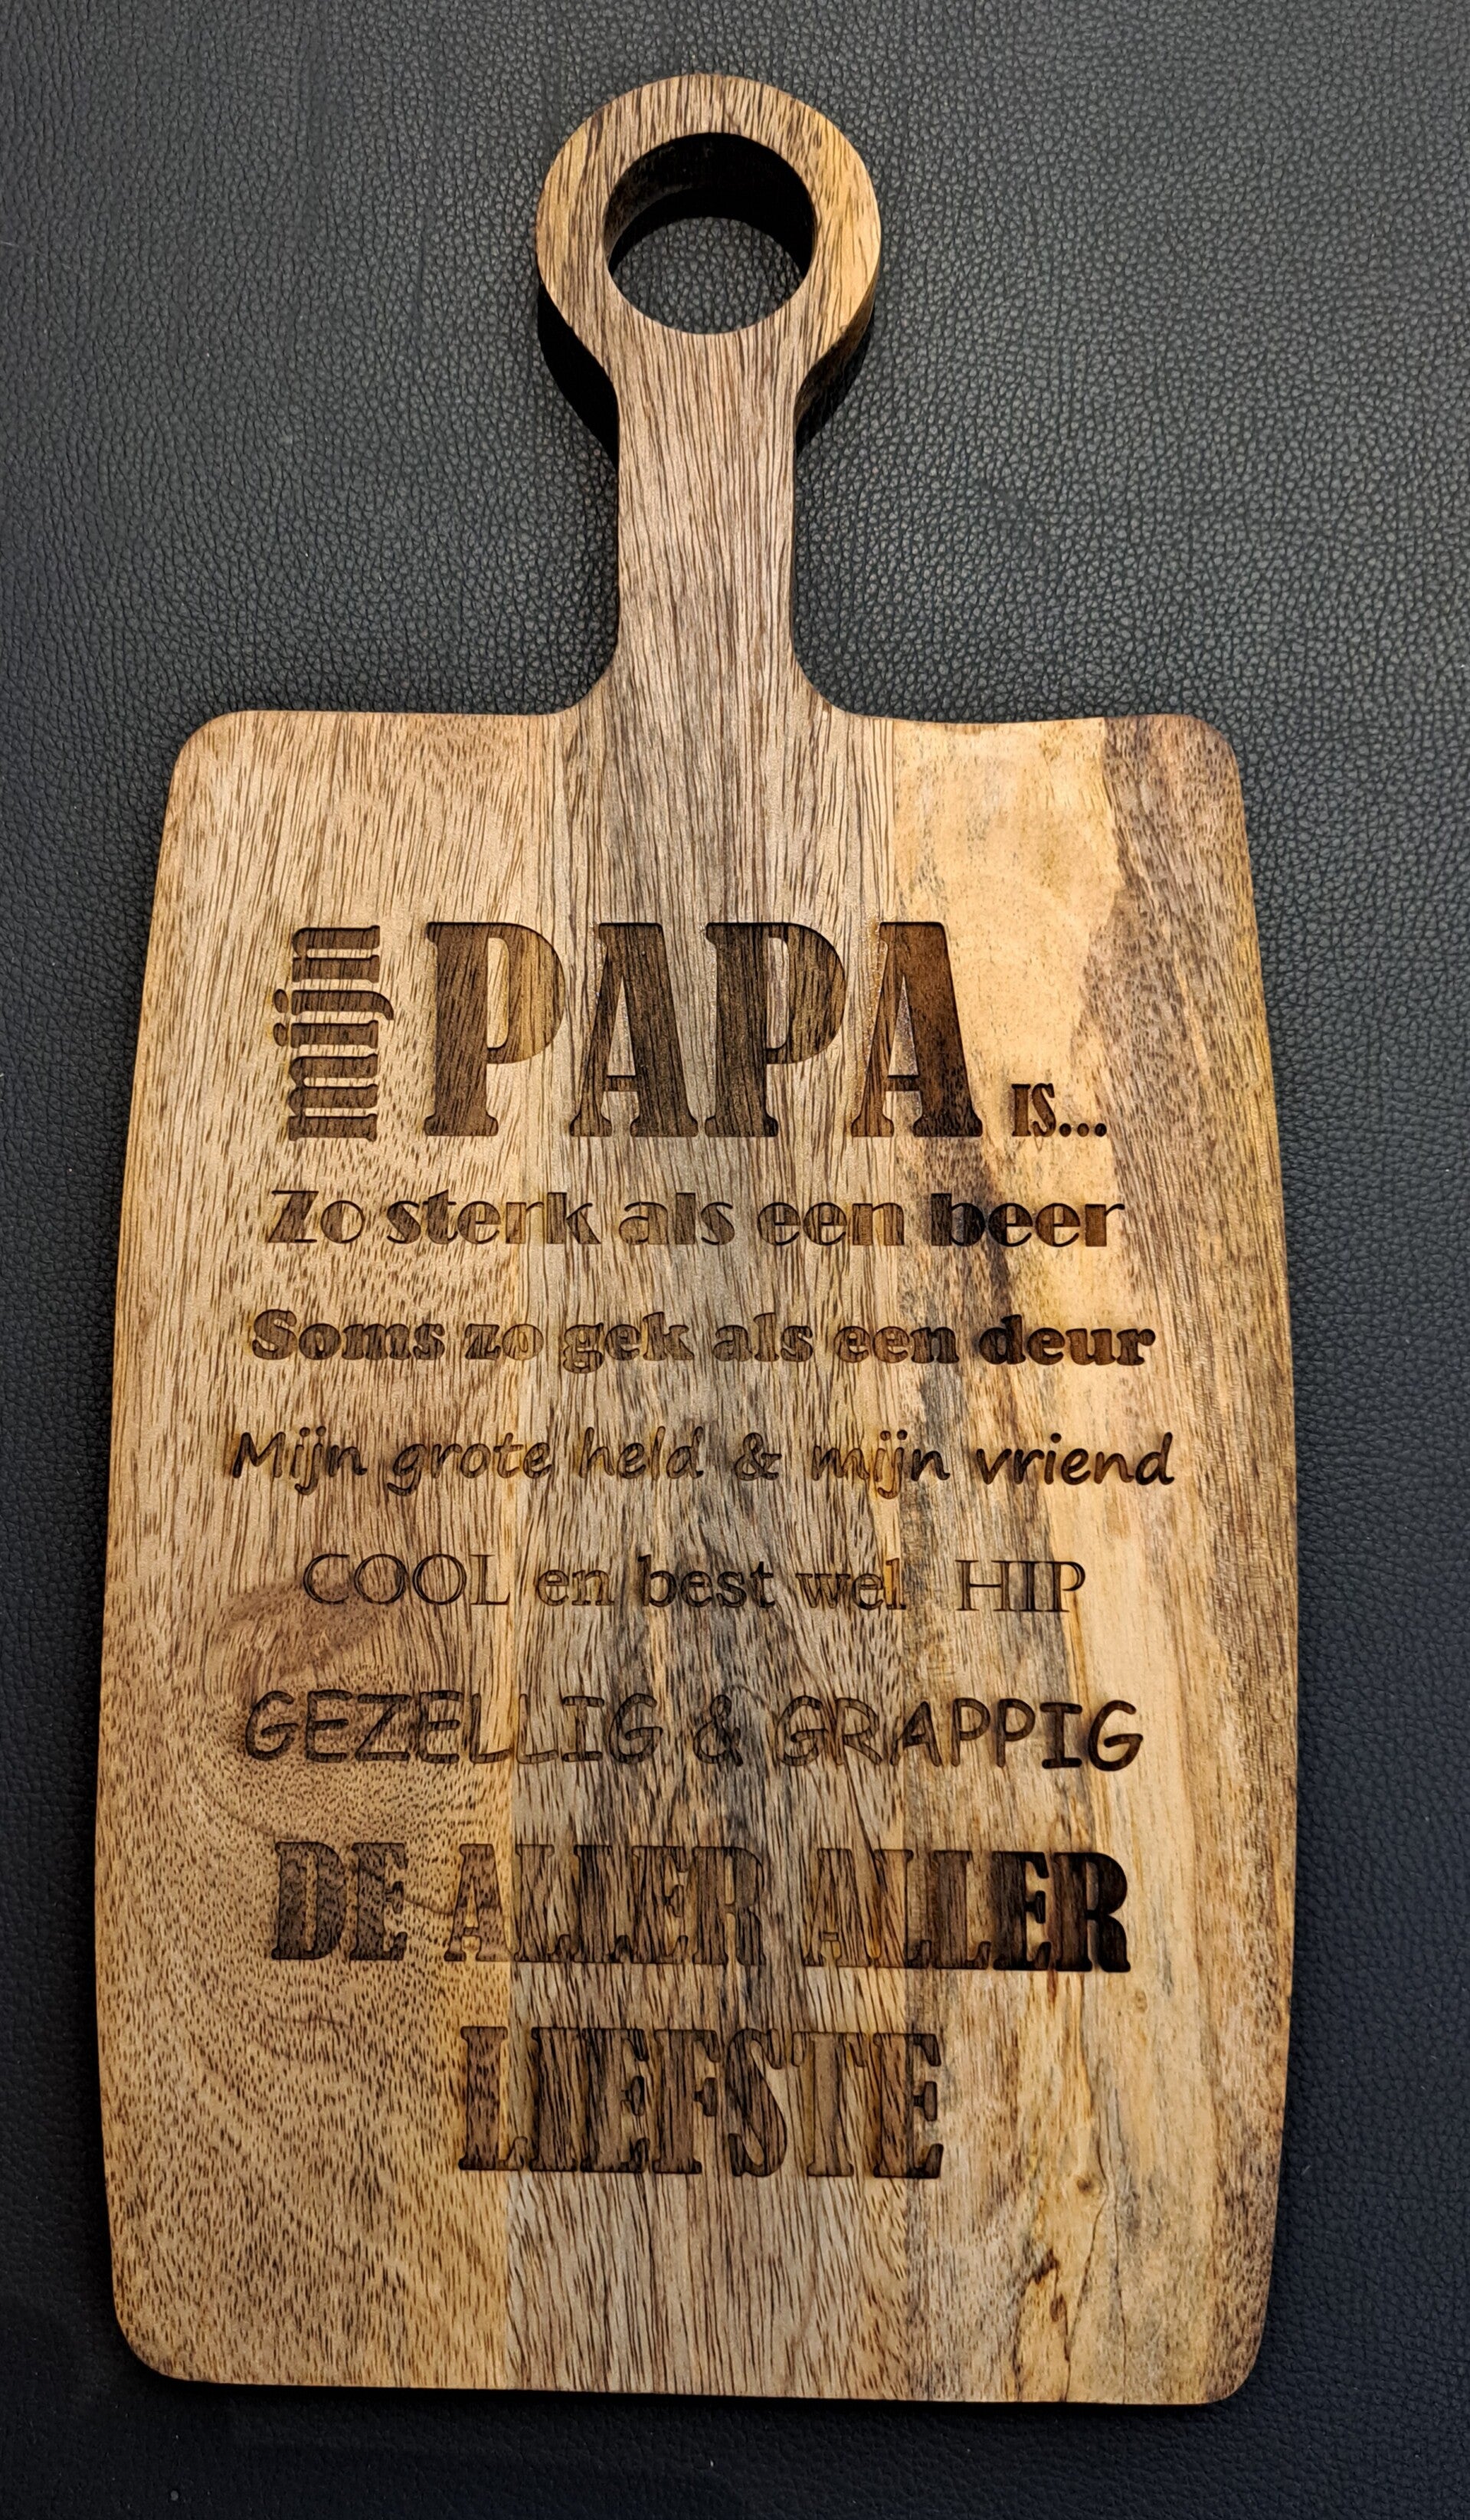 mijn PAPA IS...
Zo sterk als een beer
Soms zo gek als een deur
Mijn grote held & mijn vriend
COOL en best wel HIP
GEZELLIG & GRAPPIG
DE ALLER ALLER
LIEFSTE